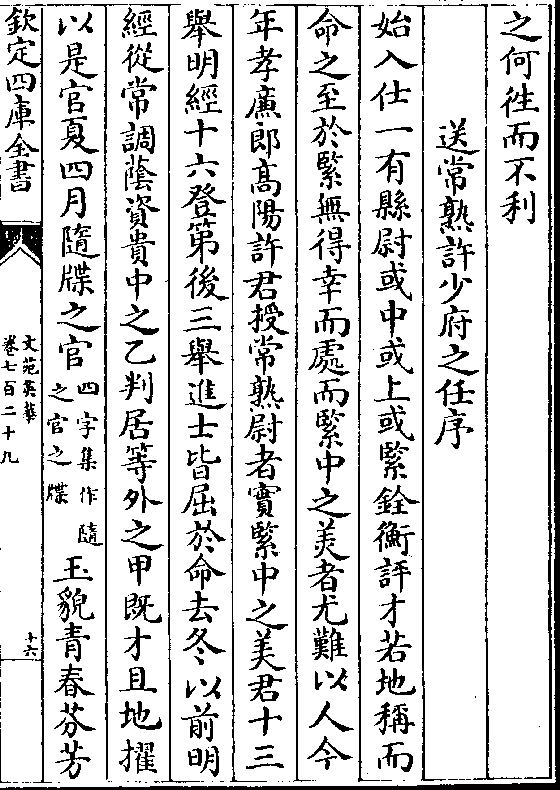 之何徃而不利
送常熟許少府之任序
始入仕一有縣尉或中或上或緊銓衡評才若地稱而
命之至於緊無得幸而處而緊中之美者尤難以人今
年孝㢘郎髙陽許君授常熟尉者實緊中之美君十三
舉明經十六登第後三舉進士皆屈於命去冬以前明
經從常調蔭資貴中之乙判居等外之甲既才且地擢
以是官夏四月隨牒之官四字集作隨之官之牒玉貌青春芬芳
欽定四庫全書
文苑英華
卷七百二十九
十六